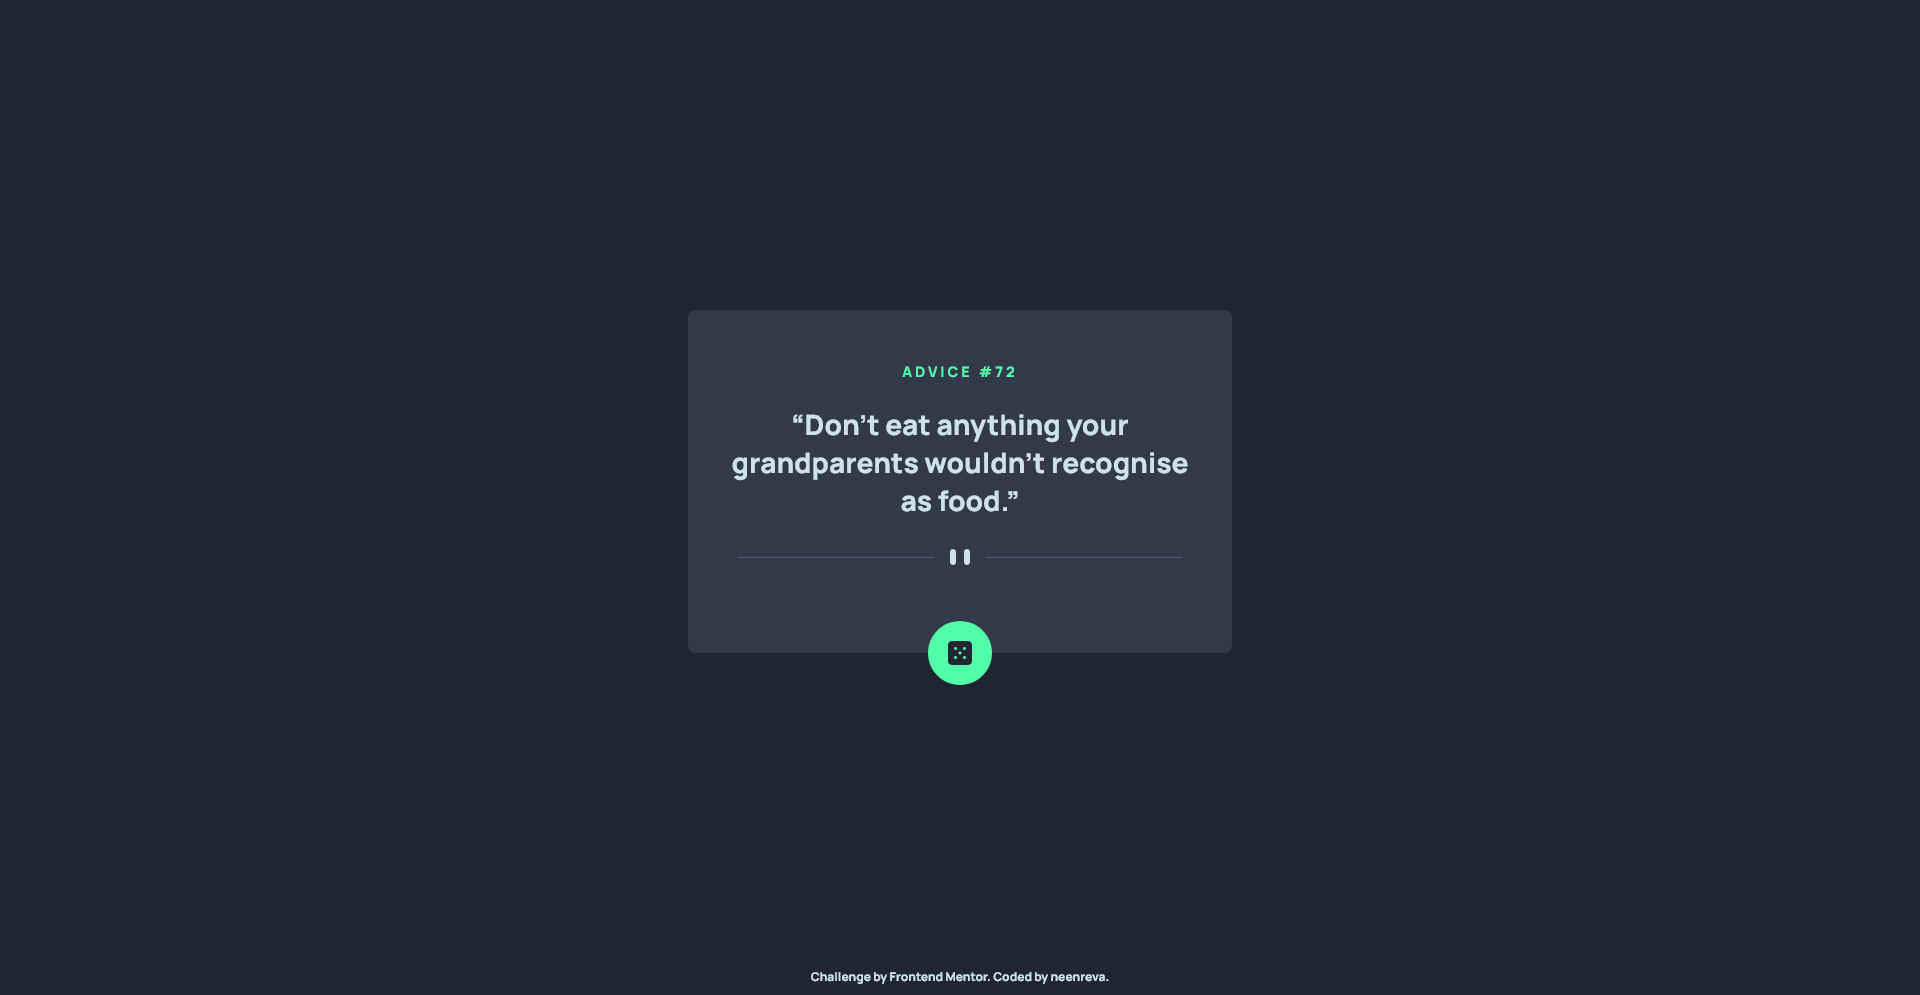 ADVICE #72
“Don’t eat anything your
grandparents wouldn’t recognise
as food.”
Challenge by Frontend Mentor. Coded by neenreva.